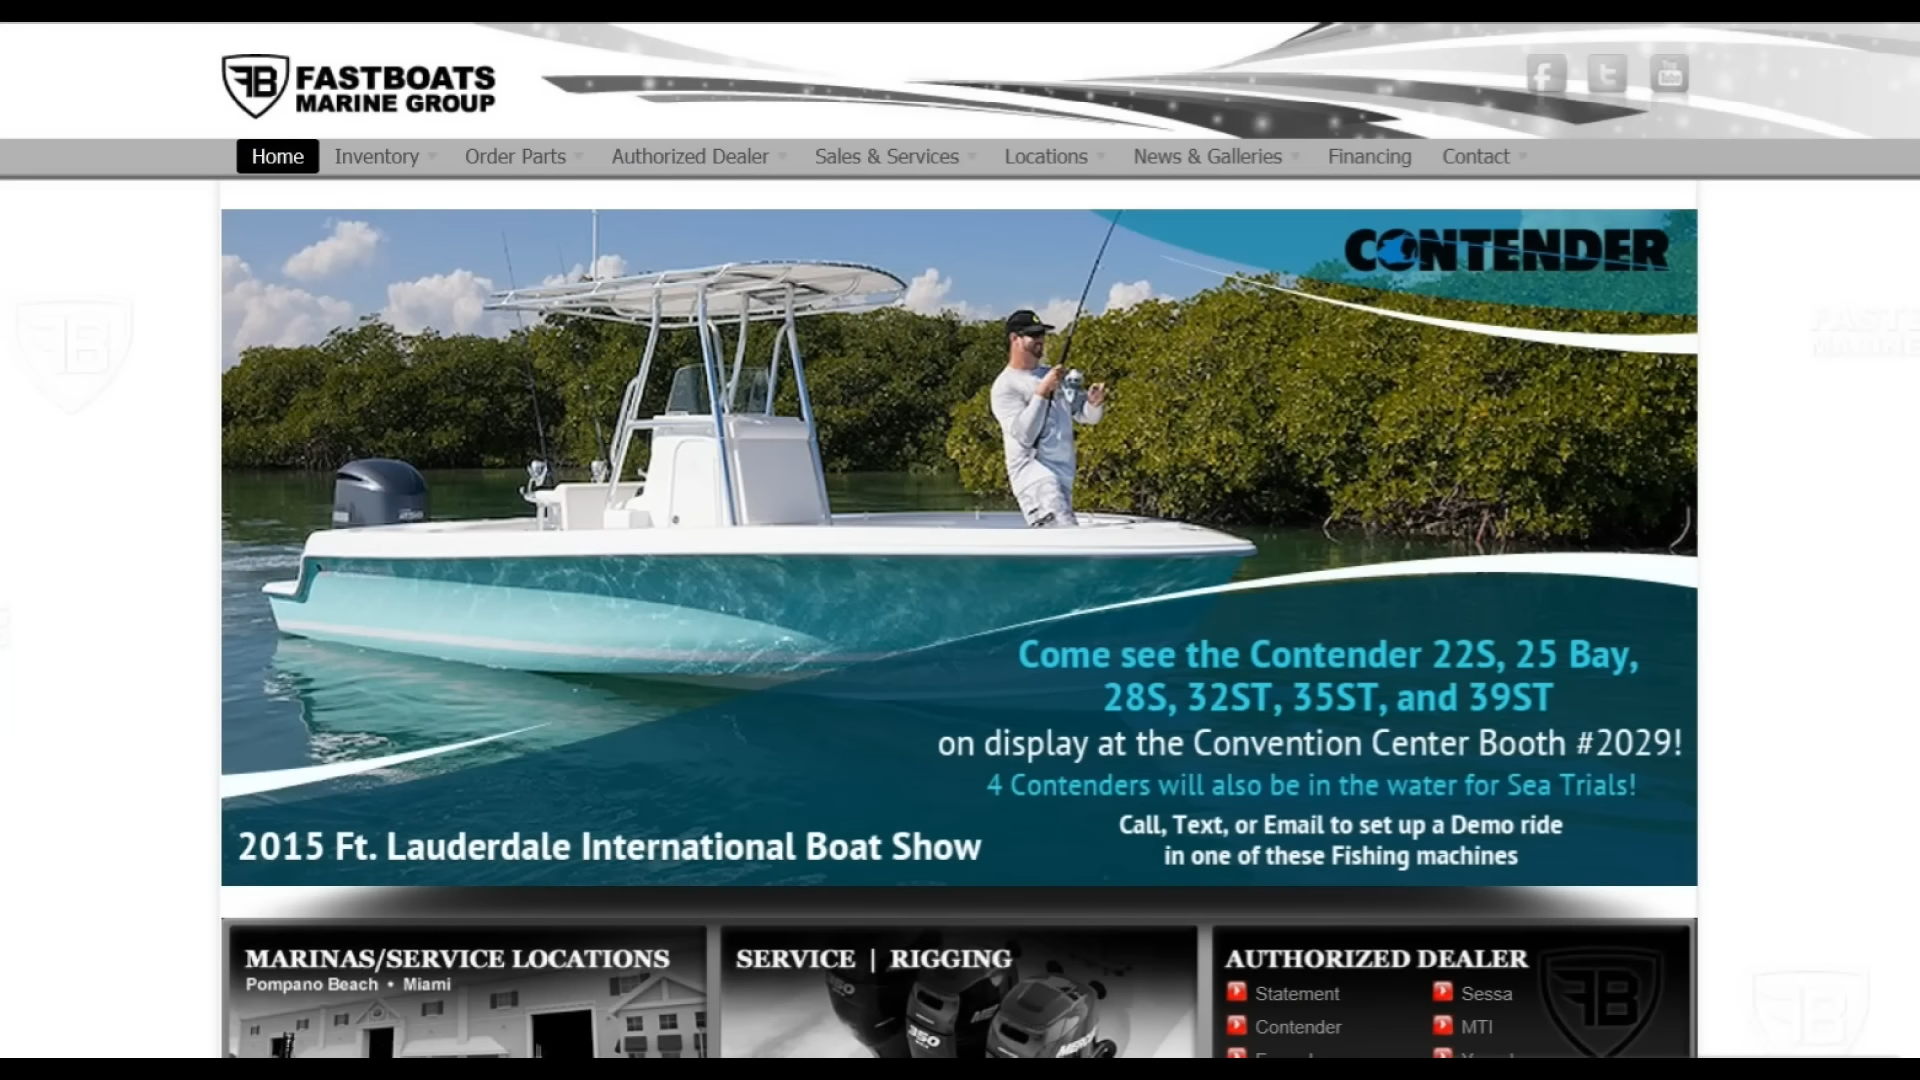 FB FASTBOATS
MARINE GROUP
Home Inventory Order Parts Authorized Dealer Sales & Services Locations News & Galleries Financing Contact
CONTENDER
Come see the Contender 22S, 25 Bay,
28S, 32ST, 35ST, and 39ST
on display at the Convention Center Booth #2029!
4 Contenders will also be in the water for Sea Trials!
Call, Text, or Email to set up a Demo ride
in one of these Fishing machines
2015 Ft. Lauderdale International Boat Show
MARINAS/SERVICE LOCATIONS
Pompano Beach • Miami
SERVICE | RIGGING
350
AUTHORIZED DEALER
Statement Sessa
Contender MTI